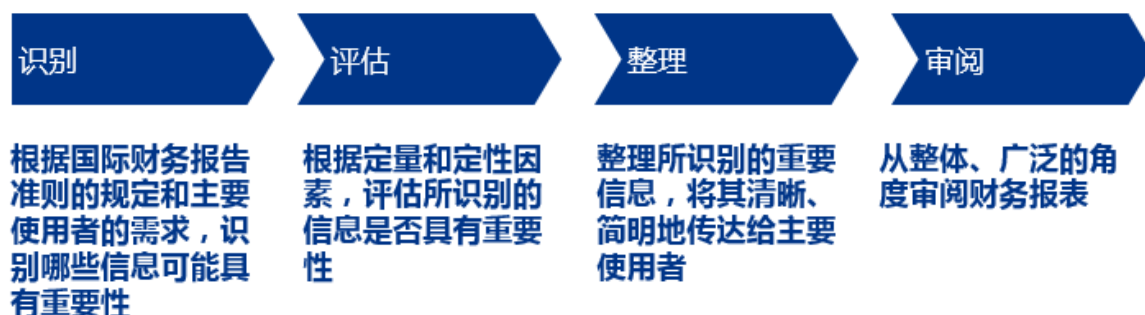 识别
评估
整理
审阅
根据国际财务报告
准则的规定和主要
使用者的需求，识
别哪些信息可能具
有重要性
根据定量和定性因
素，评估所识别的
信息是否具有重要
性
整理所识别的重要
信息，将其清晰、
简明地传达给主要
使用者
从整体、广泛的角
度审阅财务报表